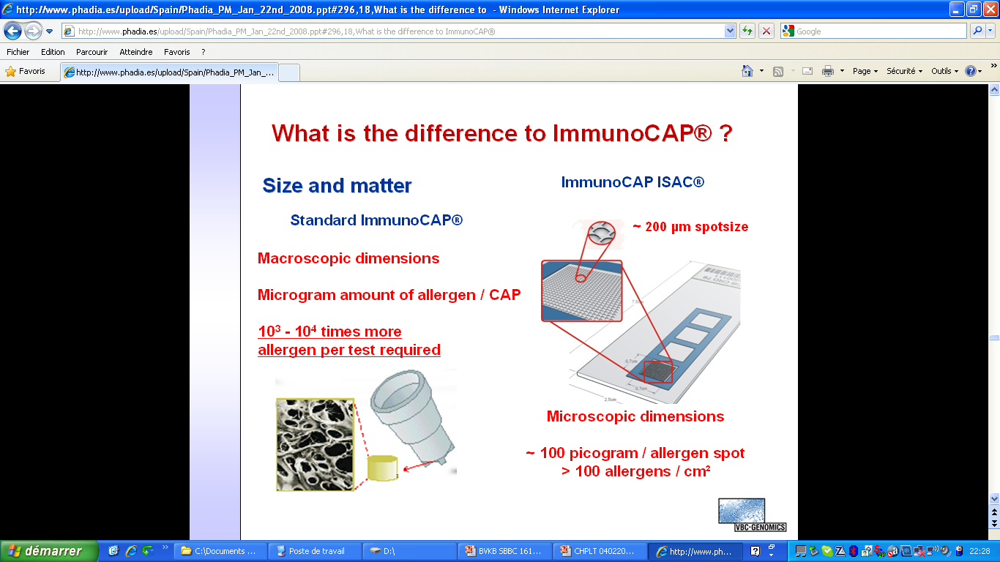 http://www.phadia.es/upload/Spain/Phadia_PM_Jan_22nd_2008.ppt#296,18,What is the difference to - Windows Internet Explorer
http://www.phadia.es/upload/Spain/Phadia_PM_Jan_22nd_2008.ppt#296,18,What is the difference to ImmunoCAP®
Google
Fichier Edition Parcourir Atteindre Favoris ?
Favoris
http://www.phadia.es/upload/Spain/Phadia_PM_Jan_...
Page Sécurité Outils
What is the difference to ImmunoCAP® ?
Size and matter
Standard ImmunoCAP®
Macroscopic dimensions
Microgram amount of allergen / CAP
10³ - 10⁴ times more
allergen per test required
ImmunoCAP ISAC®
~ 200 µm spotsize
7,5cm
0,7cm
0,7cm
2,5cm
Microscopic dimensions
~ 100 picogram / allergen spot
> 100 allergens / cm²
VBC-GENOMICS
démarrer
C:\Documents ...
Poste de travail
D:\
BVKB SBBC 161...
CHPLT 040220...
http://www.ph...
22:28